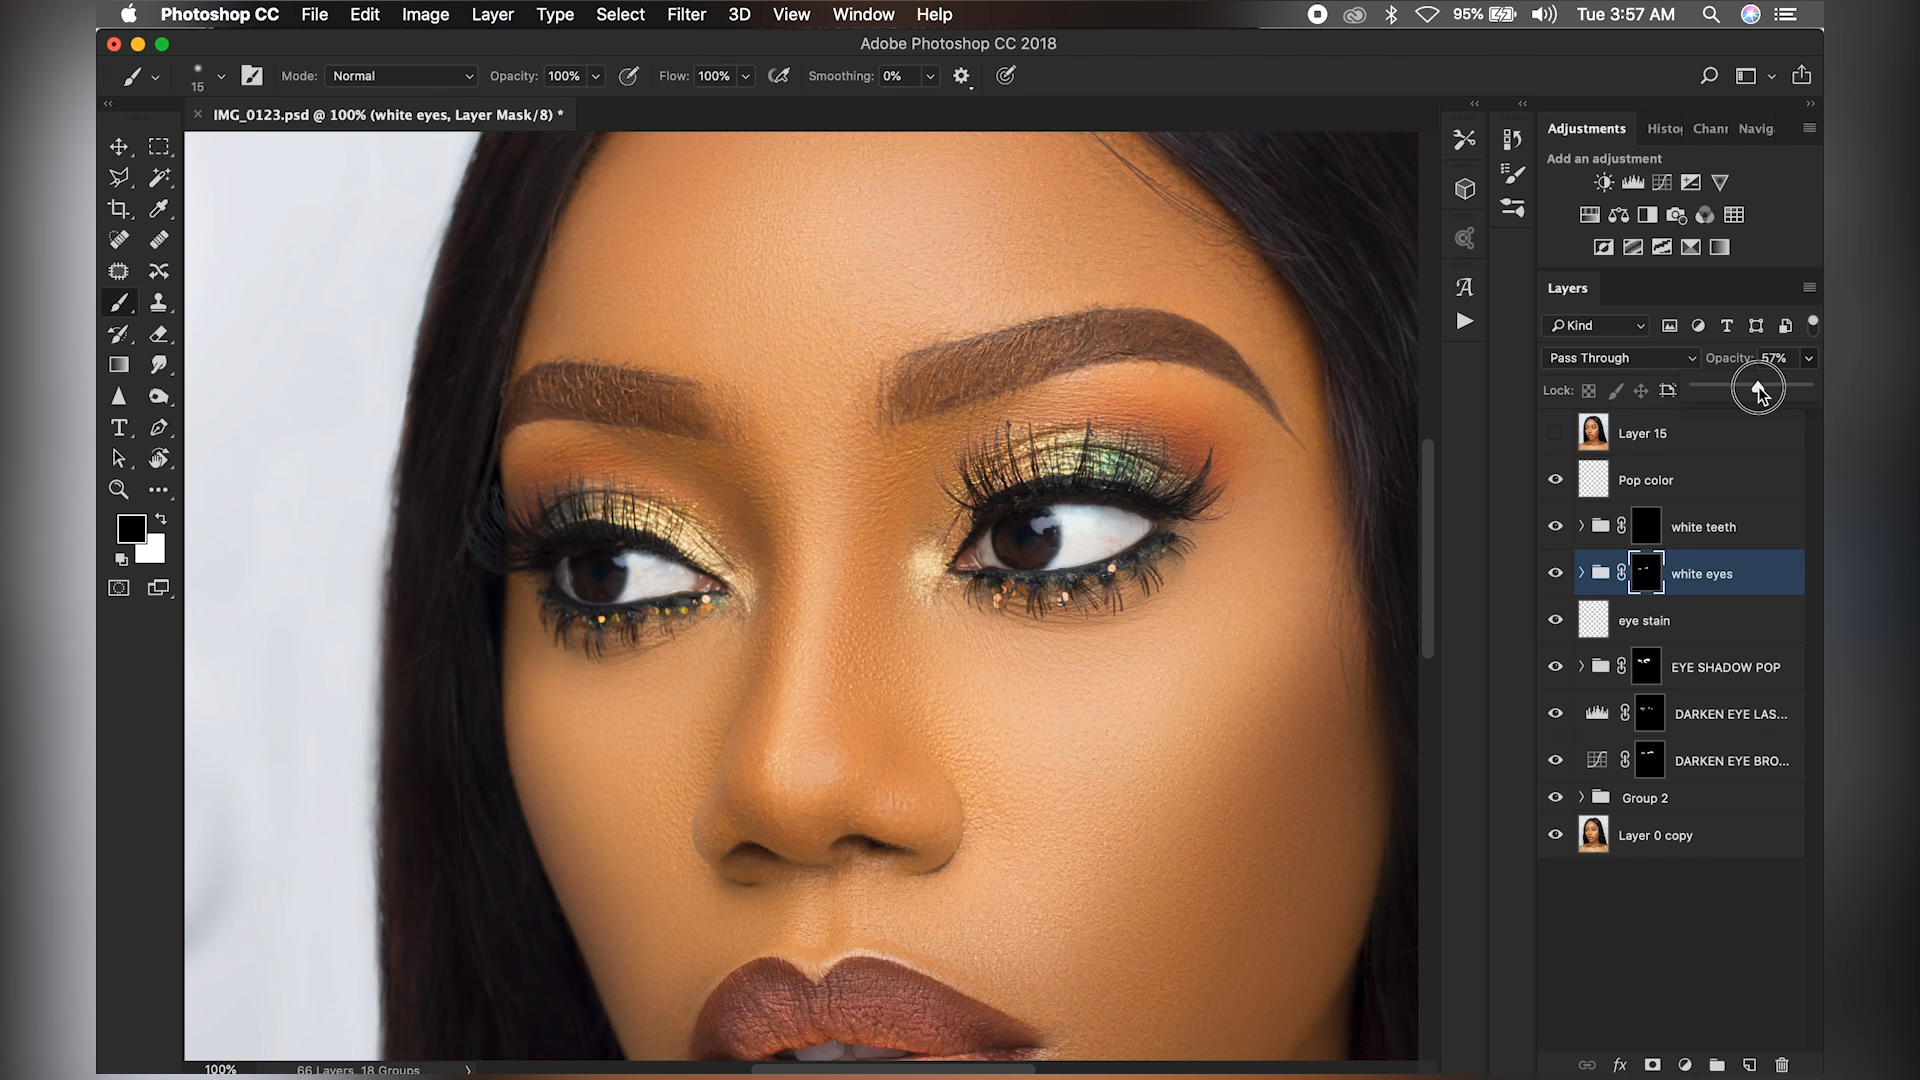 Photoshop CC File Edit Image Layer Type Select Filter 3D View Window Help 95% Tue 3:57 AM
Adobe Photoshop CC 2018
15 Mode: Normal Opacity: 100% Flow: 100% Smoothing: 0%
× IMG_0123.psd @ 100% (white eyes, Layer Mask/8) *
Adjustments Histo Chanr Navig
Add an adjustment
Layers
Kind
Pass Through Opacity: 57%
Lock:
Layer 15
Pop color
white teeth
white eyes
eye stain
EYE SHADOW POP
DARKEN EYE LAS...
DARKEN EYE BRO...
Group 2
Layer 0 copy
fx
100% 66 Layers, 18 Groups